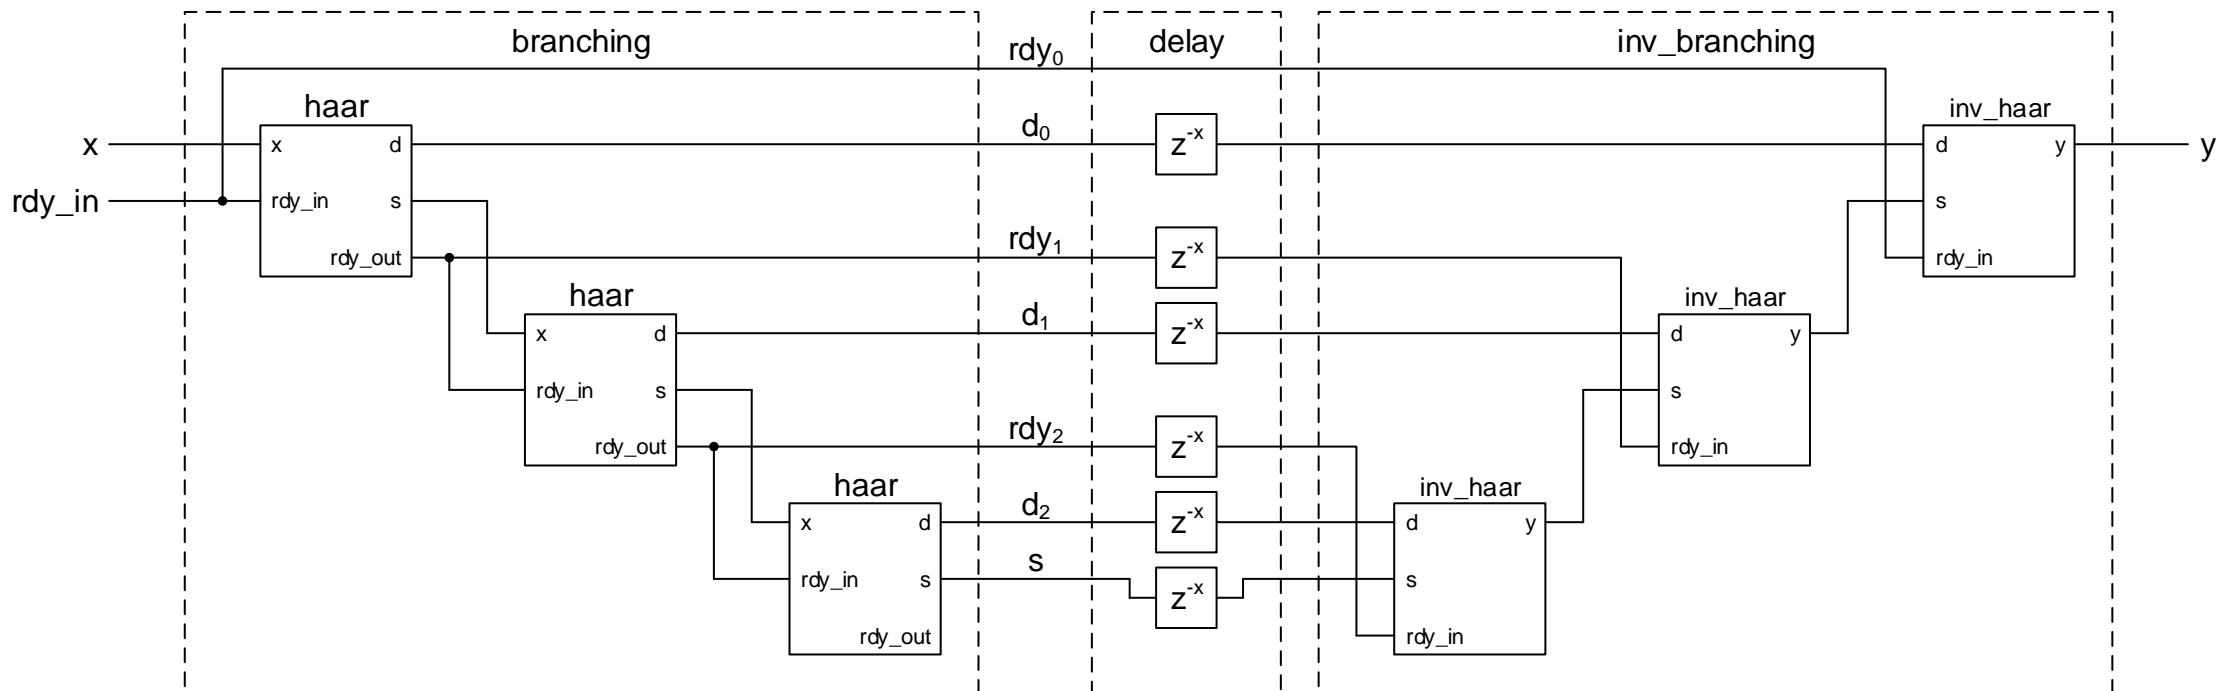 branching
delay
inv_branching
rdy0
haar
inv_haar
x
x
d
d0
z-x
d
y
y
rdy_in
rdy_in
s
s
rdy_out
rdy1
z-x
rdy_in
haar
inv_haar
x
d
d1
z-x
d
y
rdy_in
s
s
rdy_out
rdy2
z-x
rdy_in
haar
inv_haar
x
d
d2
z-x
d
y
rdy_in
s
s
z-x
s
rdy_out
rdy_in